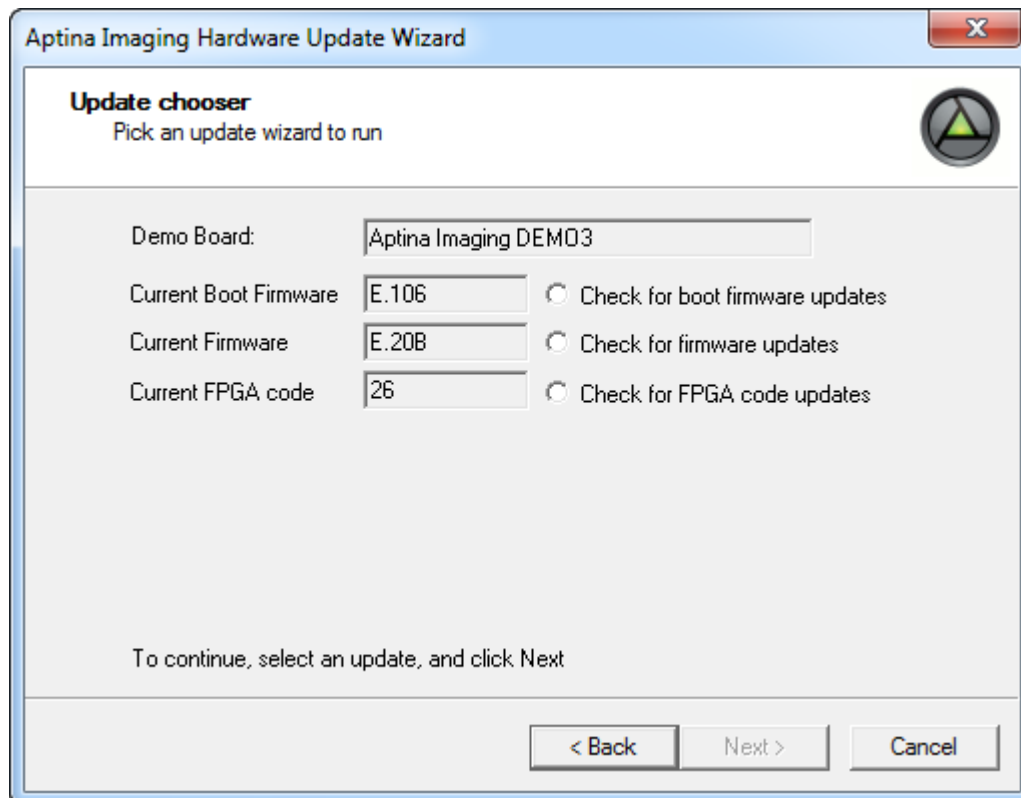 Aptina Imaging Hardware Update Wizard
Update chooser
Pick an update wizard to run
Demo Board: Aptina Imaging DEMO3
Current Boot Firmware E.106 Check for boot firmware updates
Current Firmware E.20B Check for firmware updates
Current FPGA code 26 Check for FPGA code updates
To continue, select an update, and click Next
< Back Next > Cancel